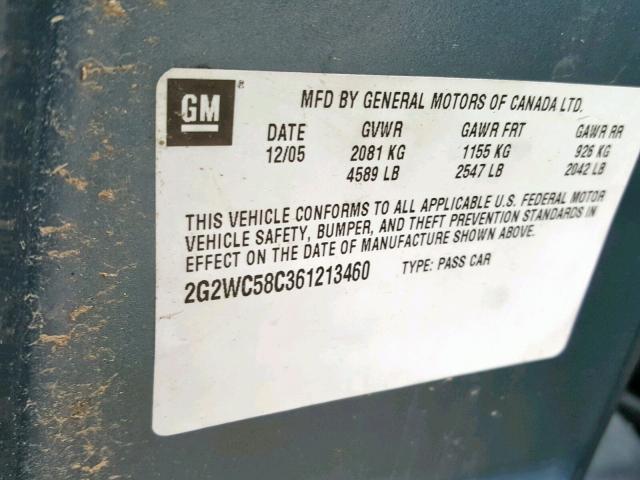 GM ®
MFD BY GENERAL MOTORS OF CANADA LTD.
DATE GVWR GAWR FRT GAWR RR
12/05 2081 KG 1155 KG 926 KG
4589 LB 2547 LB 2042 LB
THIS VEHICLE CONFORMS TO ALL APPLICABLE U.S. FEDERAL MOTOR
VEHICLE SAFETY, BUMPER, AND THEFT PREVENTION STANDARDS IN
EFFECT ON THE DATE OF MANUFACTURE SHOWN ABOVE.
2G2WC58C361213460 TYPE: PASS CAR